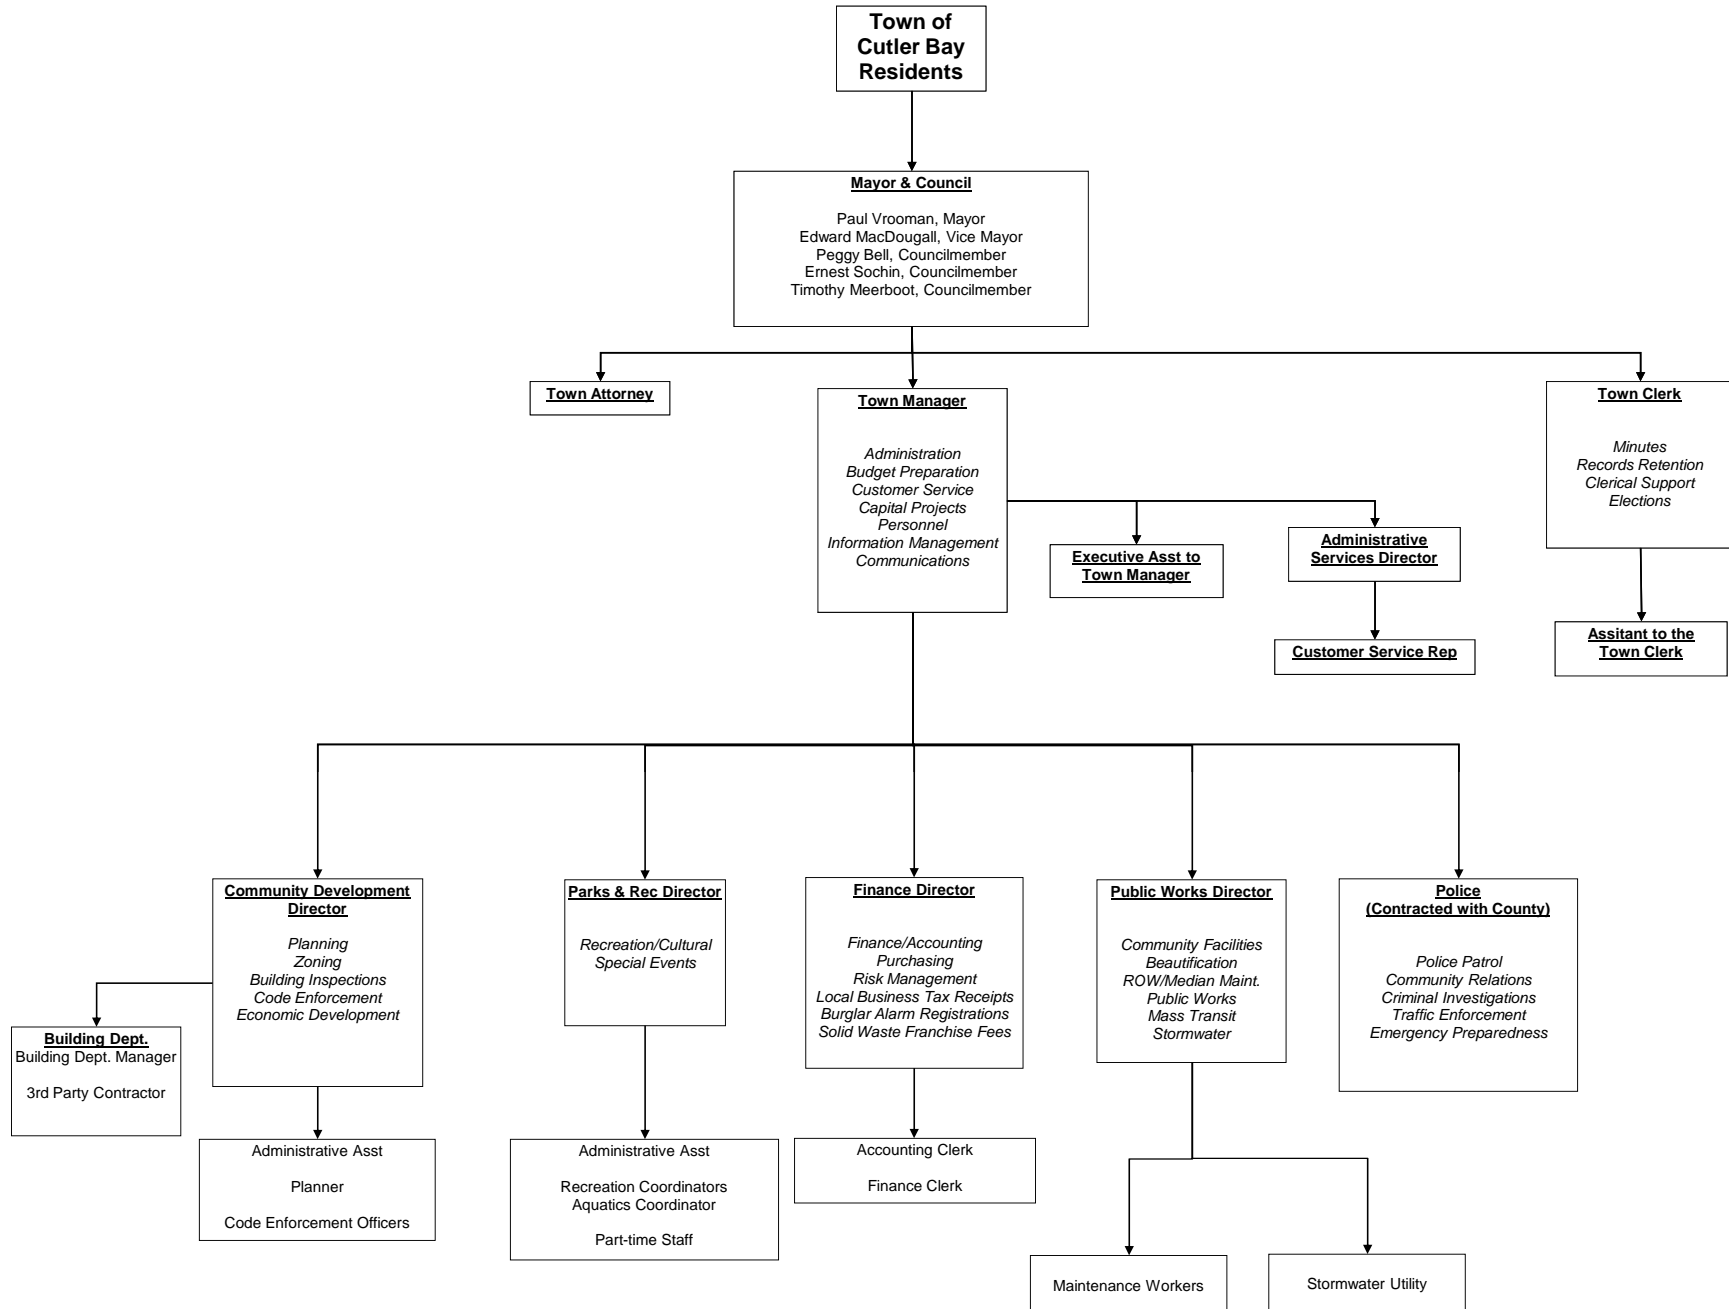 Town of
Cutler Bay
Residents
Mayor & Council
Paul Vrooman, Mayor
Edward MacDougall, Vice Mayor
Peggy Bell, Councilmember
Ernest Sochin, Councilmember
Timothy Meerboot, Councilmember
Town Attorney
Town Manager
Administration
Budget Preparation
Customer Service
Capital Projects
Personnel
Information Management
Communications
Town Clerk
Minutes
Records Retention
Clerical Support
Elections
Executive Asst to
Town Manager
Administrative
Services Director
Customer Service Rep
Assitant to the
Town Clerk
Community Development
Director
Planning
Zoning
Building Inspections
Code Enforcement
Economic Development
Parks & Rec Director
Recreation/Cultural
Special Events
Finance Director
Finance/Accounting
Purchasing
Risk Management
Local Business Tax Receipts
Burglar Alarm Registrations
Solid Waste Franchise Fees
Public Works Director
Community Facilities
Beautification
ROW/Median Maint.
Public Works
Mass Transit
Stormwater
Police
(Contracted with County)
Police Patrol
Community Relations
Criminal Investigations
Traffic Enforcement
Emergency Preparedness
Building Dept.
Building Dept. Manager
3rd Party Contractor
Administrative Asst
Planner
Code Enforcement Officers
Administrative Asst
Recreation Coordinators
Aquatics Coordinator
Part-time Staff
Accounting Clerk
Finance Clerk
Maintenance Workers
Stormwater Utility